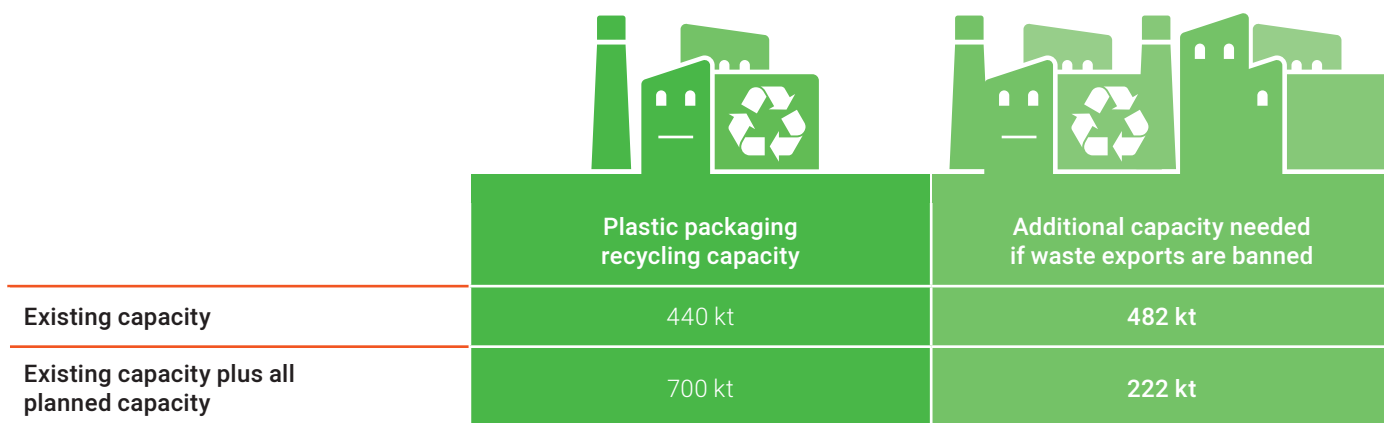 Plastic packaging
recycling capacity
Additional capacity needed
if waste exports are banned
Existing capacity
440 kt
482 kt
Existing capacity plus all
planned capacity
700 kt
222 kt